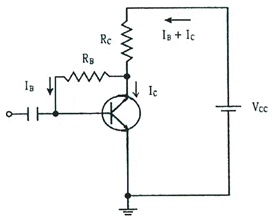 R_C
I_B + I_C
R_B
I_B
I_C
V_CC